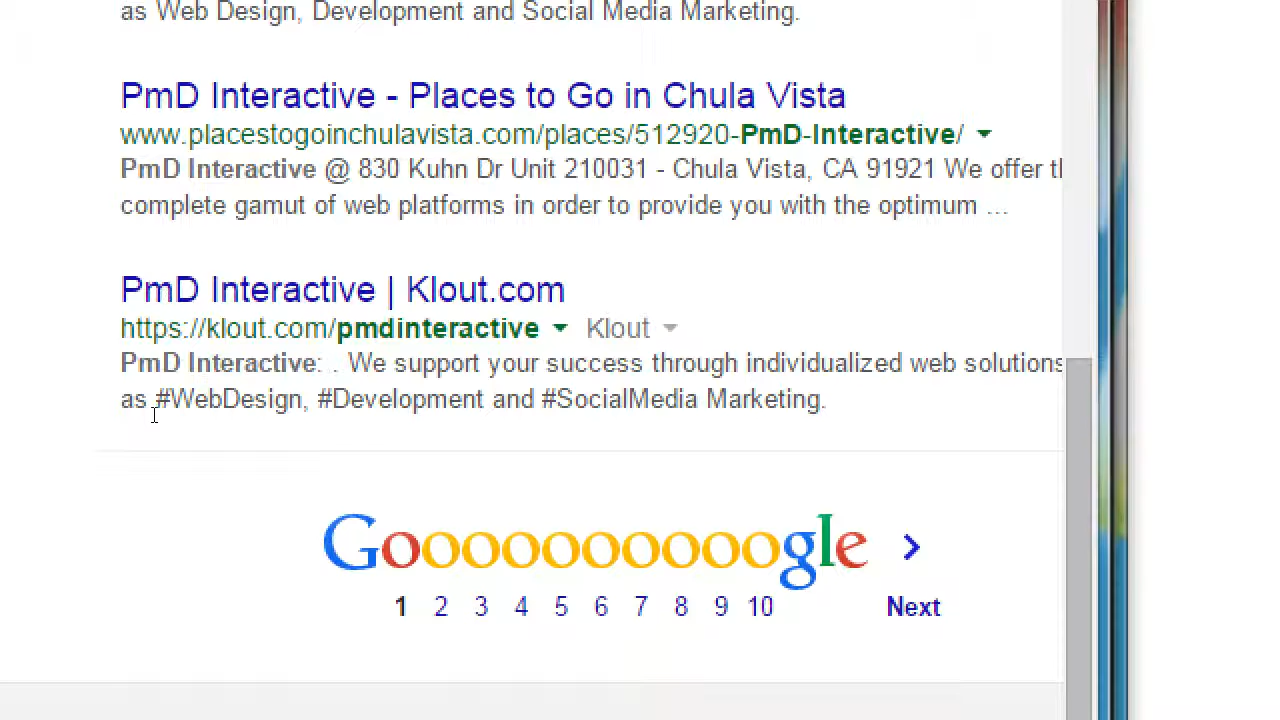 as Web Design, Development and Social Media Marketing.
PmD Interactive - Places to Go in Chula Vista
www.placestogoinchulavista.com/places/512920-PmD-Interactive/
PmD Interactive @ 830 Kuhn Dr Unit 210031 - Chula Vista, CA 91921 We offer
complete gamut of web platforms in order to provide you with the optimum ...
PmD Interactive | Klout.com
https://klout.com/pmdinteractive Klout
PmD Interactive: . We support your success through individualized web solutions
as #WebDesign, #Development and #SocialMedia Marketing.
Goooooooooogle >
1 2 3 4 5 6 7 8 9 10 Next